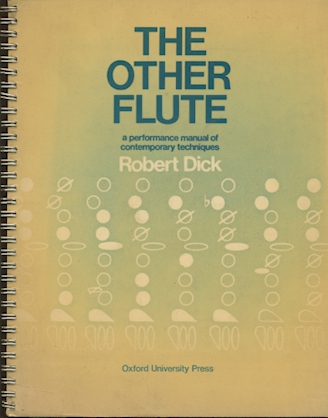 THE
OTHER
FLUTE
a performance manual of
contemporary techniques
Robert Dick
Oxford University Press